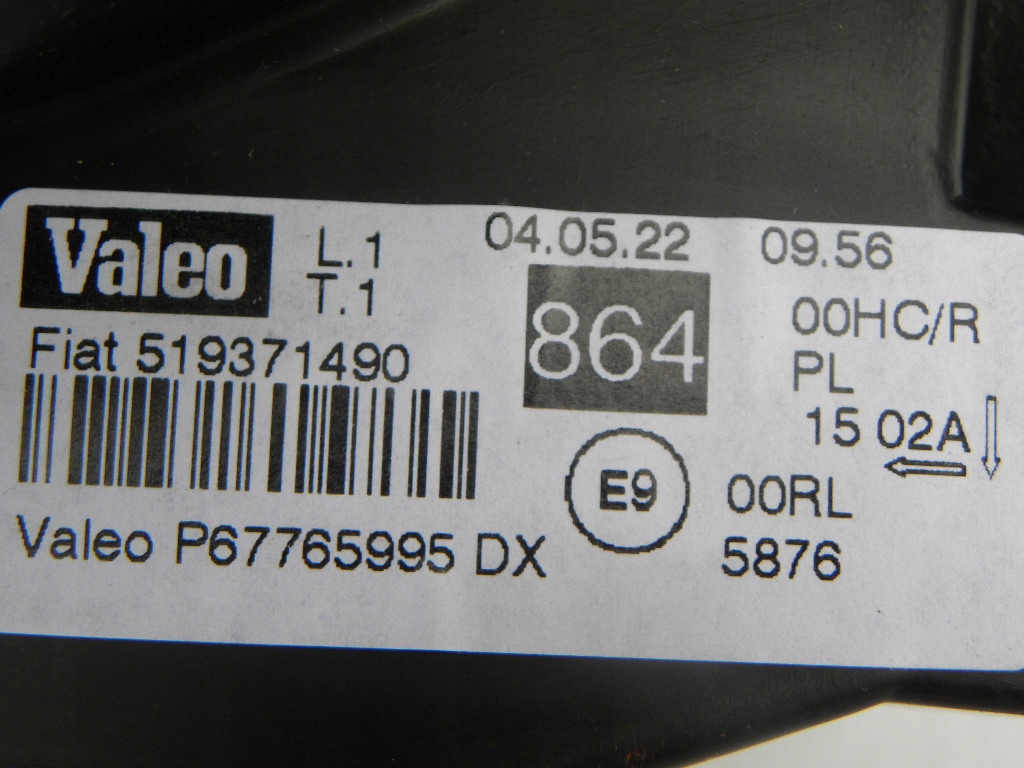 Valeo
L.1
T.1
04.05.22 09.56
Fiat 519371490
864
00HC/R
PL
15 02A
E9
00RL
Valeo P67765995 DX
5876